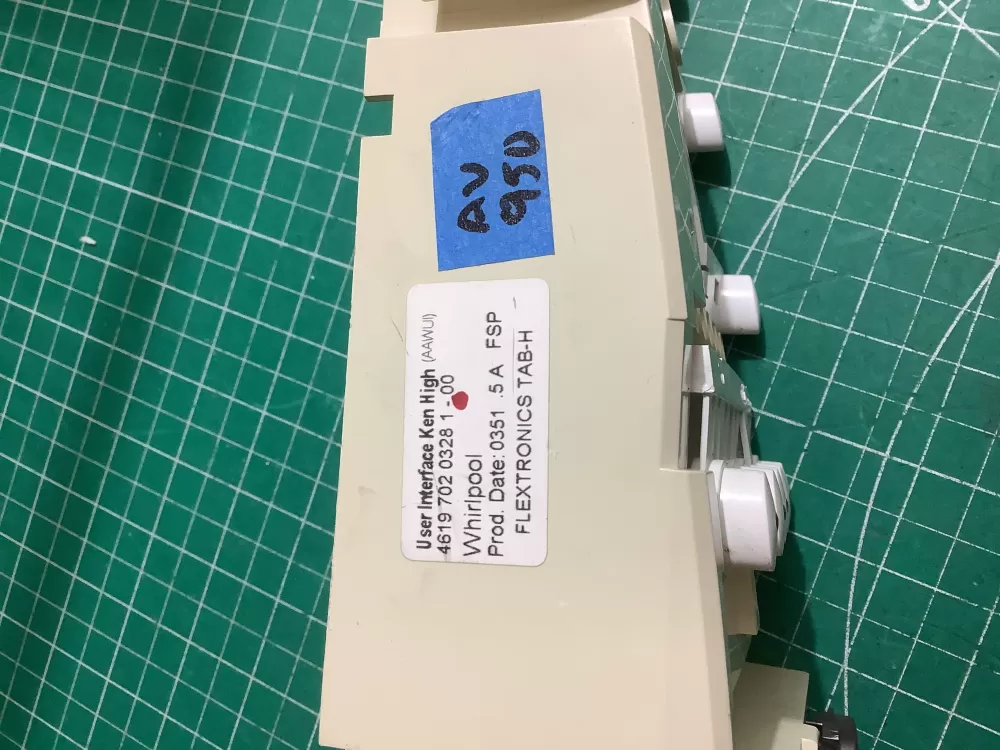 AV
950
User Interface Ken High (AAWUI)
4619 702 0328 1 - 00
Whirlpool
Prod. Date: 0351 .5 A FSP
FLEXTRONICS TAB-H